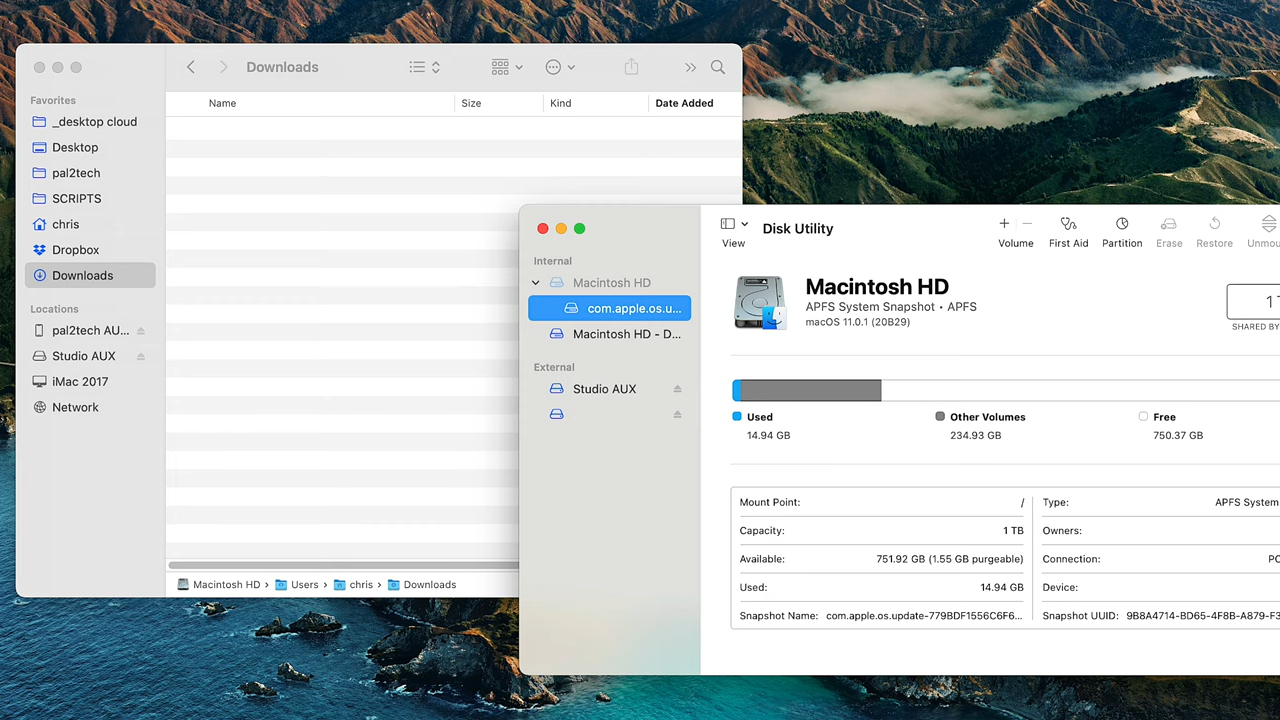 Downloads
Favorites
_desktop cloud
Desktop
pal2tech
SCRIPTS
chris
Dropbox
Downloads
Locations
pal2tech AU...
Studio AUX
iMac 2017
Network
Name Size Kind Date Added
Macintosh HD › Users › chris › Downloads
Internal
Macintosh HD
com.apple.os.u...
Macintosh HD - D...
External
Studio AUX
View
Disk Utility
Volume First Aid Partition Erase Restore Unmou
Macintosh HD
APFS System Snapshot • APFS
macOS 11.0.1 (20B29)
1
SHARED BY
Used
14.94 GB
Other Volumes
234.93 GB
Free
750.37 GB
Mount Point: /
Capacity: 1 TB
Available: 751.92 GB (1.55 GB purgeable)
Used: 14.94 GB
Snapshot Name: com.apple.os.update-779BDF1556C6F6...
Type: APFS System
Owners:
Connection: PC
Device:
Snapshot UUID: 9B8A4714-BD65-4F8B-A879-F3